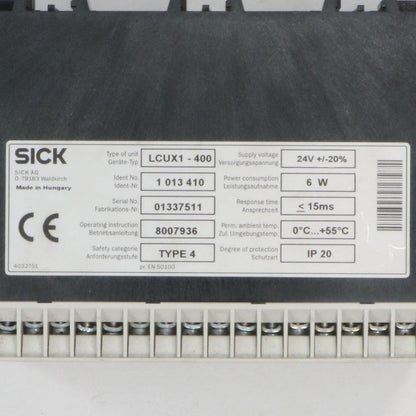 SICK
SICK AG
D-79183 Waldkirch
Made in Hungary
CE
4032751
Type of unit
Geräte-Typ
LCUX1 - 400
Ident No.
Ident-Nr.
1 013 410
Serial No.
Fabrikations-Nr.
01337511
Operating instruction
Betriebsanleitung
8007936
Safety categorie
Anforderungsstufe
TYPE 4
pr. EN 50100
Supply voltage
Versorgungsspannung
24V +/-20%
Power consumption
Leistungsaufnahme
6 W
Response time
Ansprechzeit
≤ 15ms
Perm. ambient temp.
Zul. Umgebungstemp.
0°C...+55°C
Degree of protection
Schutzart
IP 20